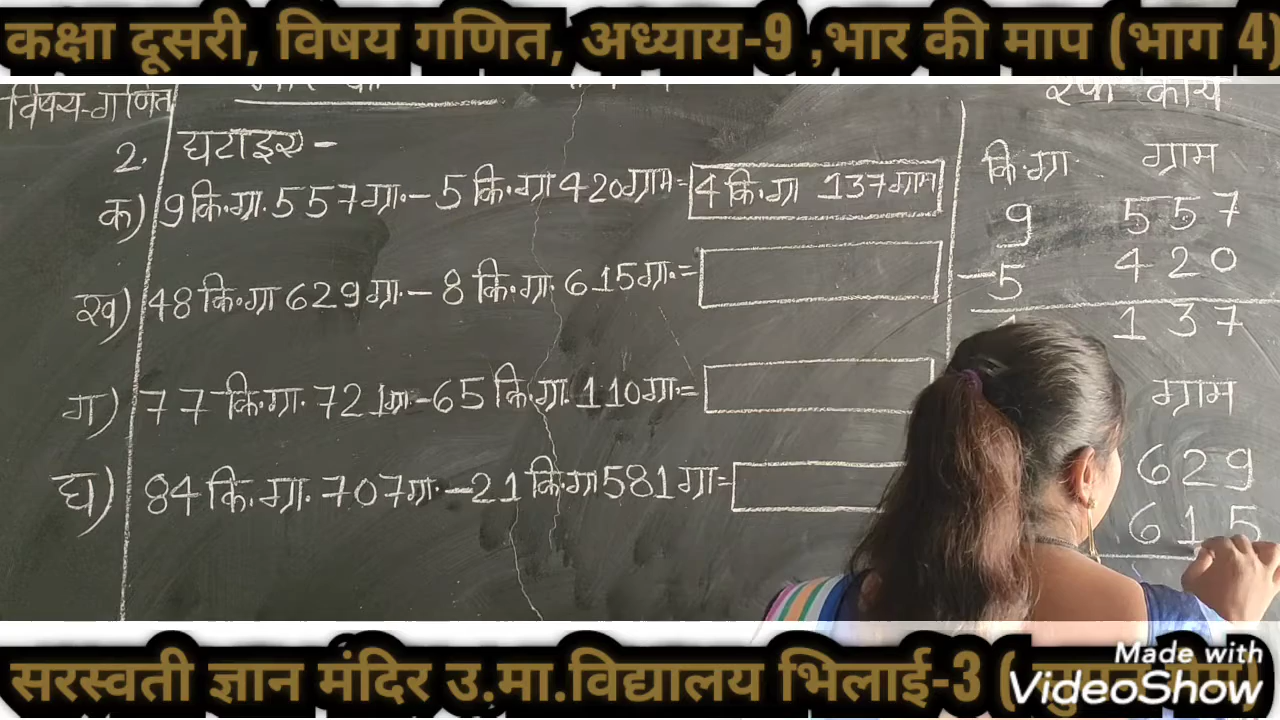 कक्षा दूसरी, विषय गणित, अध्याय-9 ,भार की माप (भाग 4)
विषय-गणित
2. घटाइए -
क) 9 कि.ग्रा. 557 ग्रा. - 5 कि.ग्रा 420 ग्राम = 4 कि.ग्रा 137 ग्राम
ख) 48 कि.ग्रा 629 ग्रा. - 8 कि.ग्रा. 615 ग्रा. =
ग) 77 कि.ग्रा. 721 ग्रा. - 65 कि.ग्रा. 110 ग्रा. =
घ) 84 कि.ग्रा. 707 ग्रा. - 21 कि.ग्रा 581 ग्रा =
कार्य
कि.ग्रा. ग्राम
9 557
-5 420
137
ग्राम
629
615
सरस्वती ज्ञान मंदिर उ.मा.विद्यालय भिलाई-3 (
Made with
VideoShow